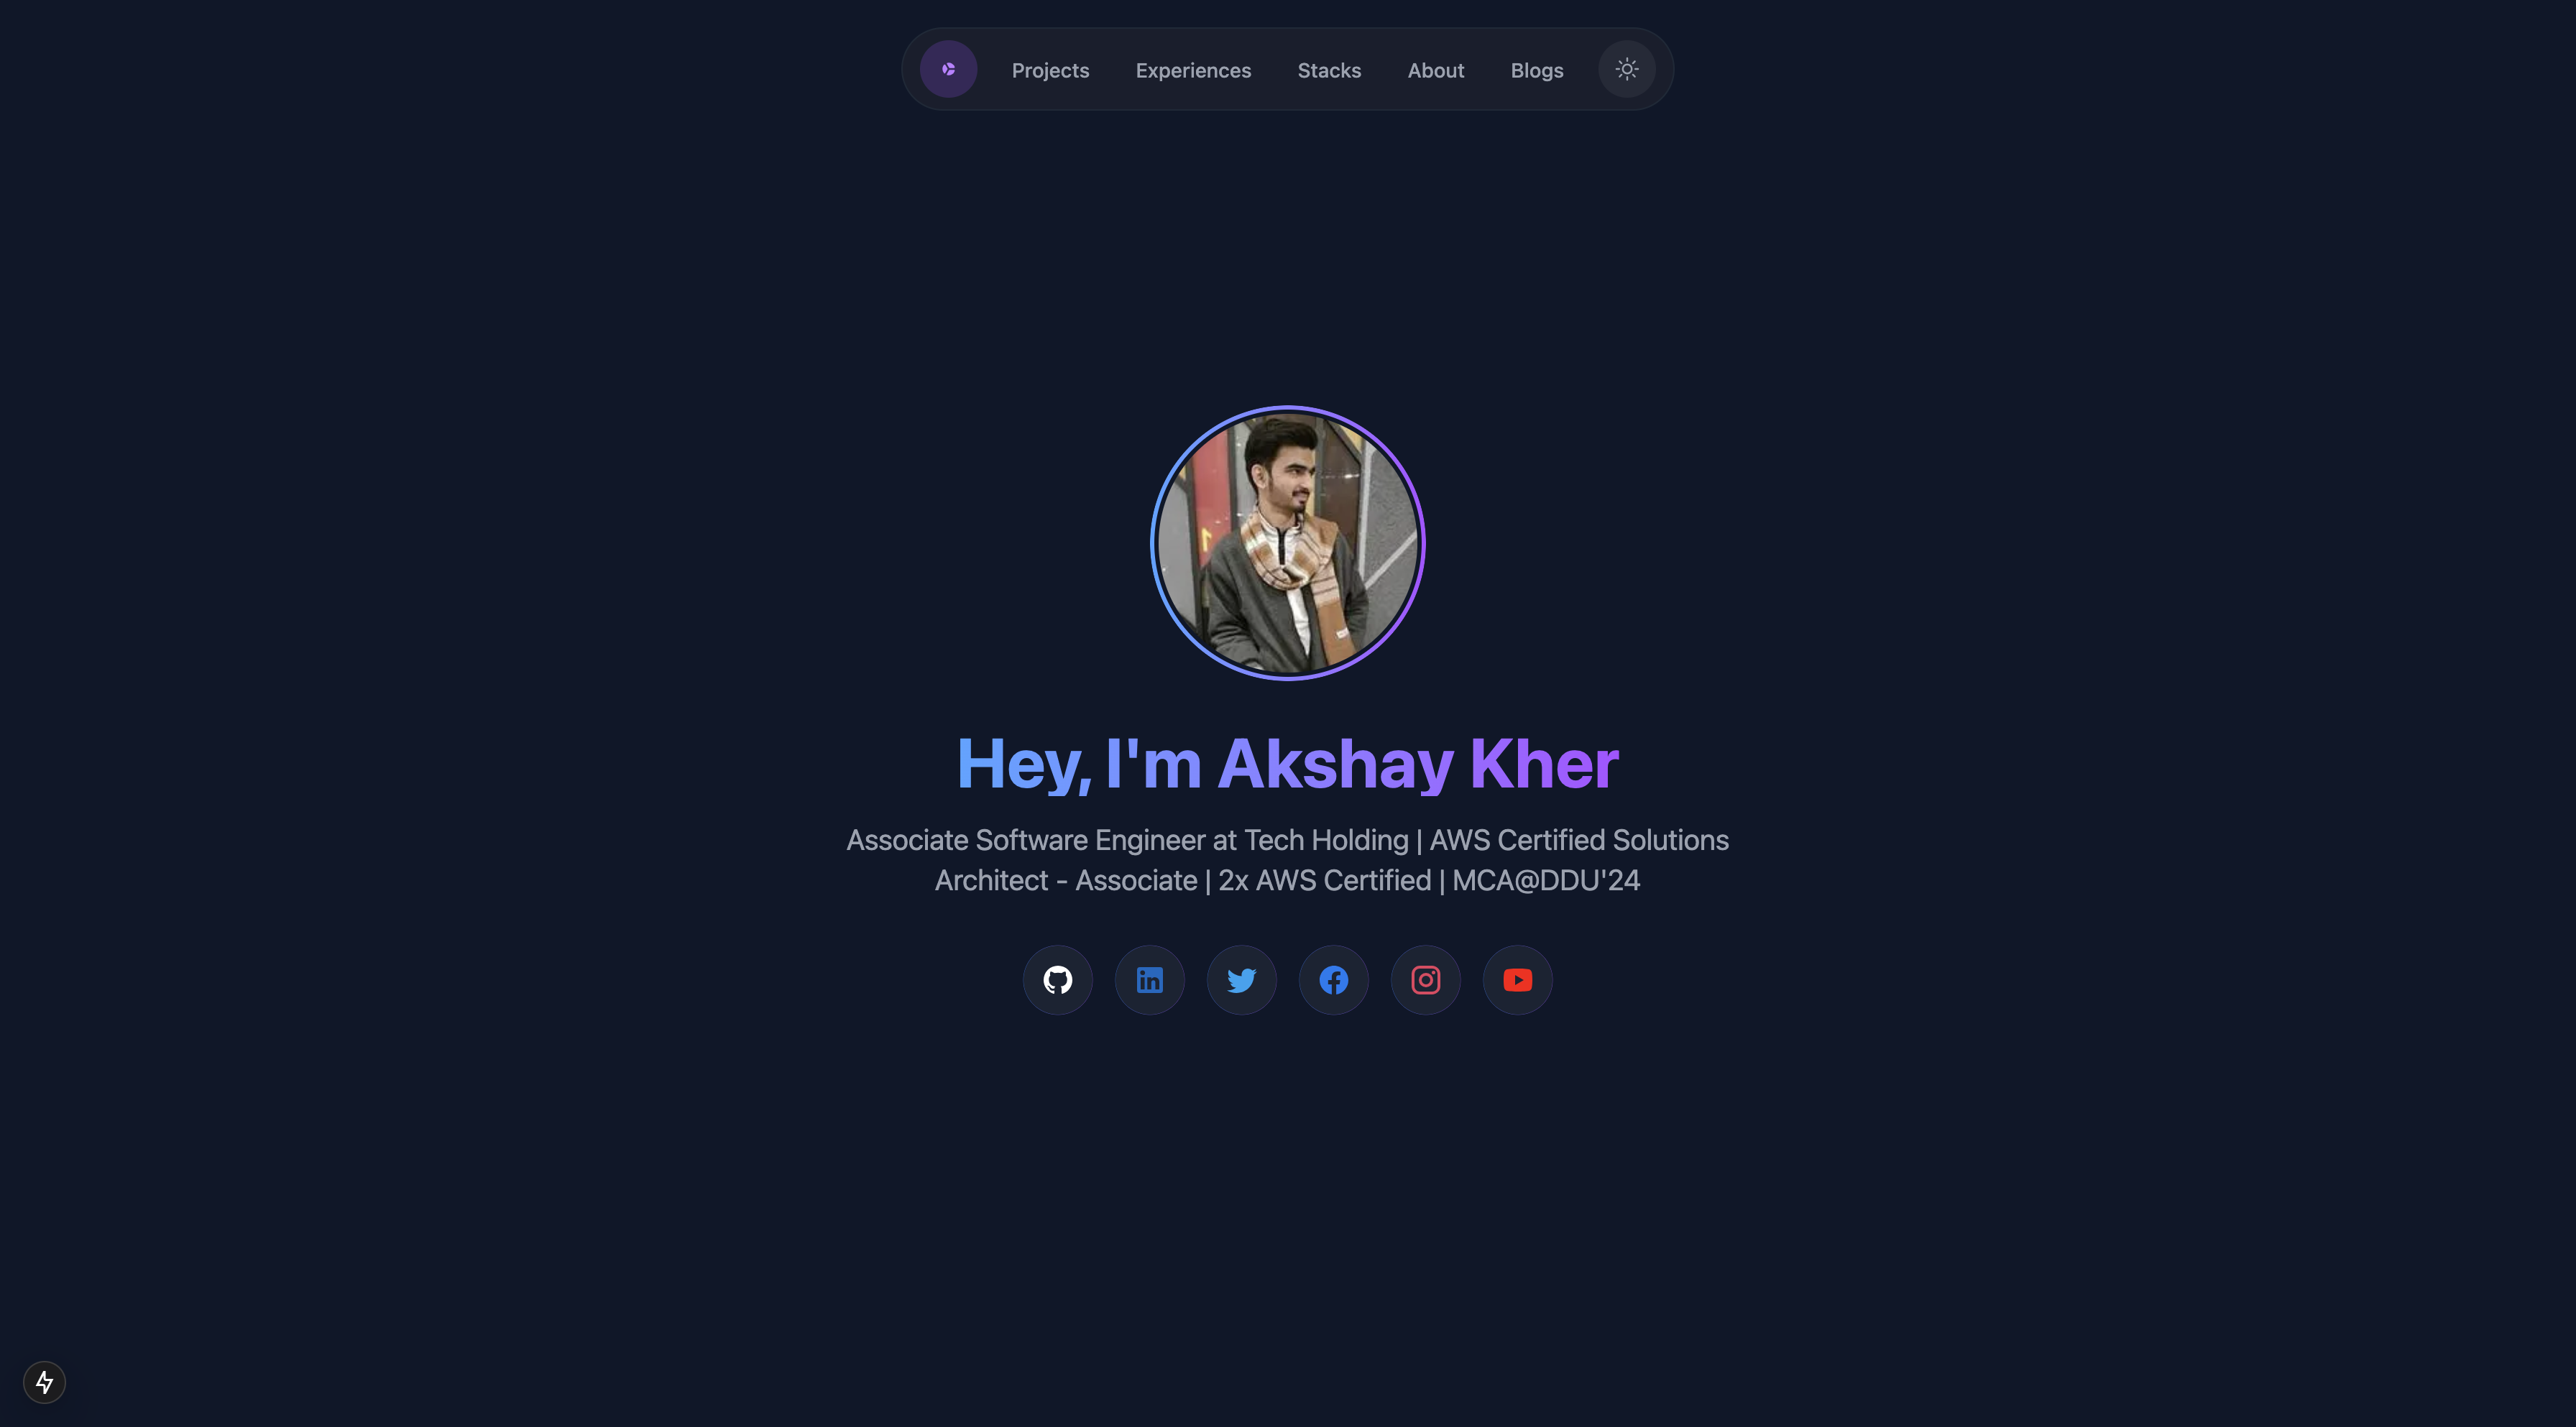 Projects Experiences Stacks About Blogs
Hey, I'm Akshay Kher
Associate Software Engineer at Tech Holding | AWS Certified Solutions
Architect - Associate | 2x AWS Certified | MCA@DDU'24